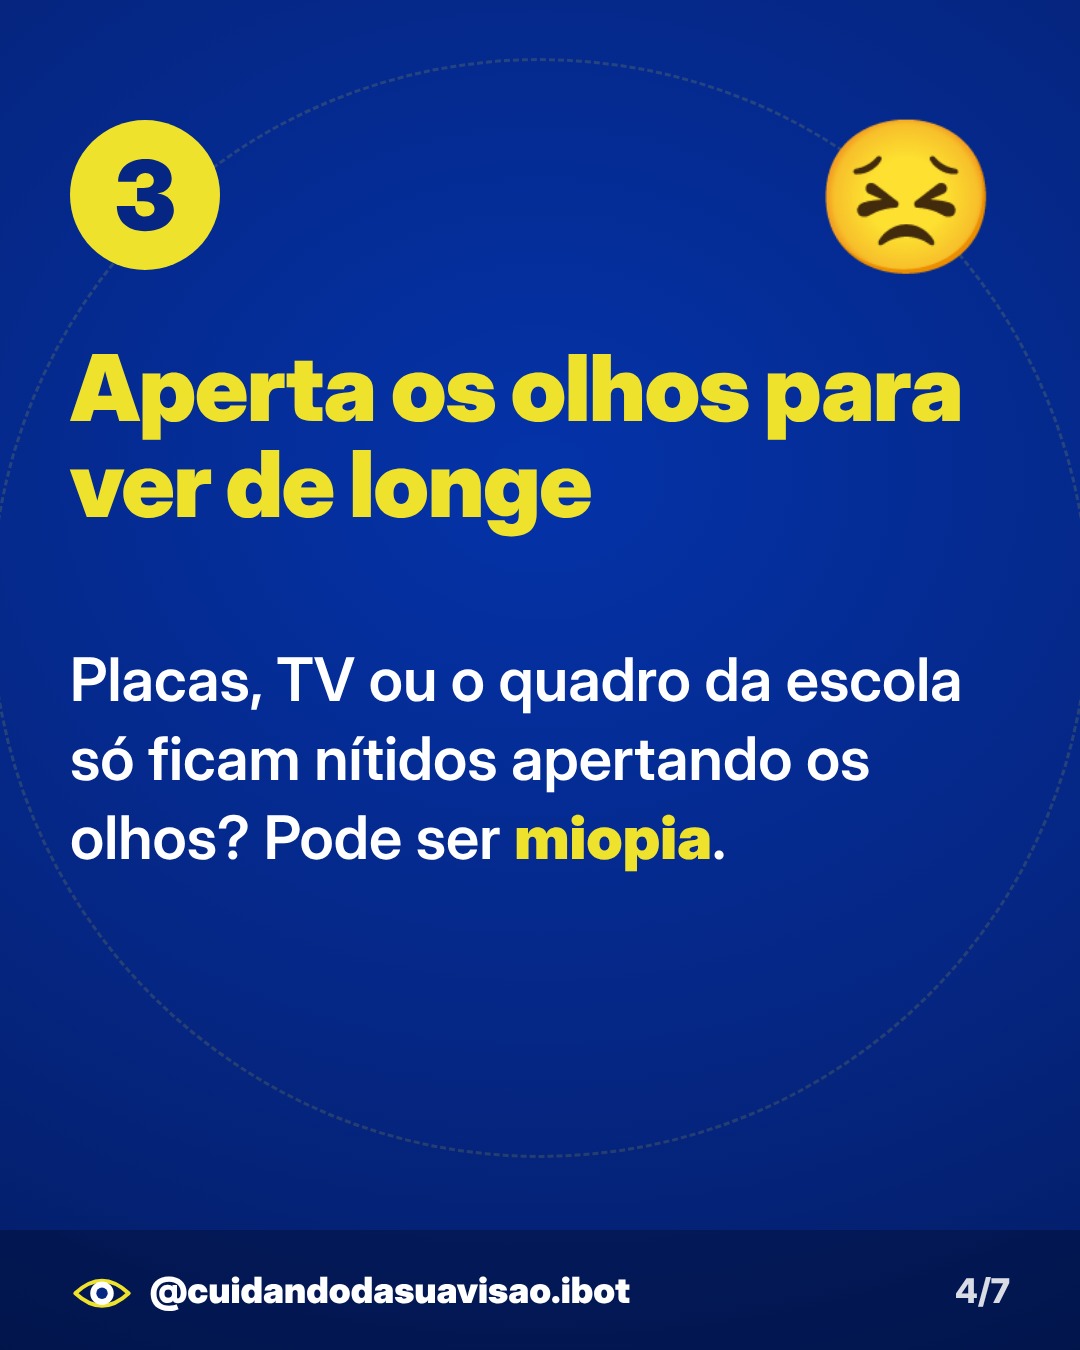 3
Aperta os olhos para
ver de longe
Placas, TV ou o quadro da escola
só ficam nítidos apertando os
olhos? Pode ser miopia.
@cuidandodasuavisao.ibot
4/7